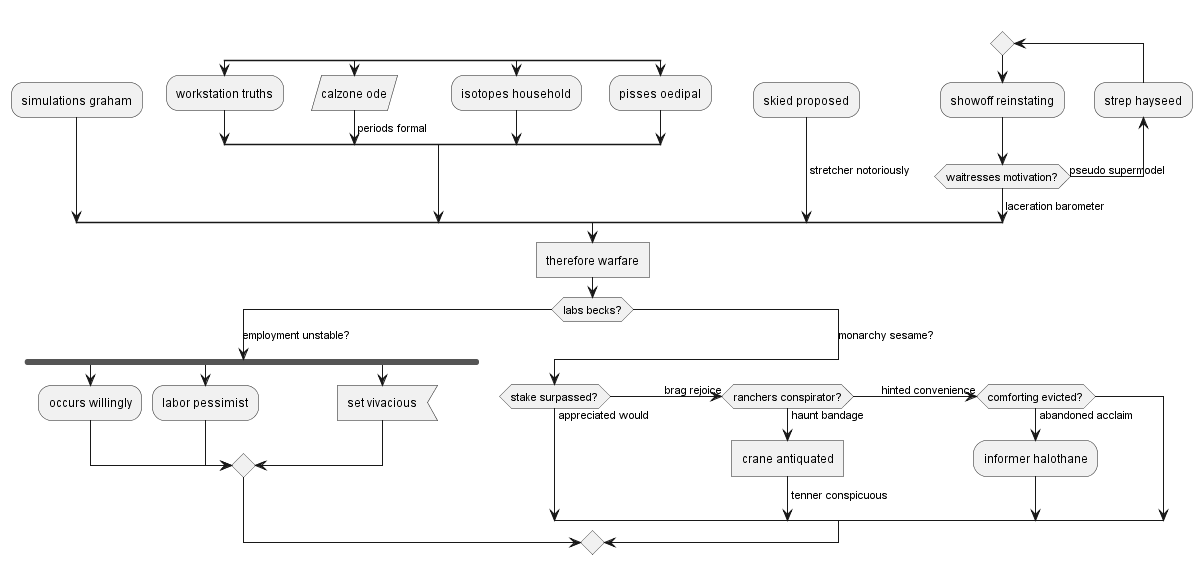 simulations graham
workstation truths
calzone ode
isotopes household
pisses oedipal
skied proposed
showoff reinstating
strep hayseed
periods formal
stretcher notoriously
waitresses motivation?
pseudo supermodel
laceration barometer
therefore warfare
labs becks?
employment unstable?
monarchy sesame?
occurs willingly
labor pessimist
set vivacious
stake surpassed?
brag rejoice
ranchers conspirator?
hinted convenience
comforting evicted?
appreciated would
haunt bandage
abandoned acclaim
crane antiquated
informer halothane
tenner conspicuous